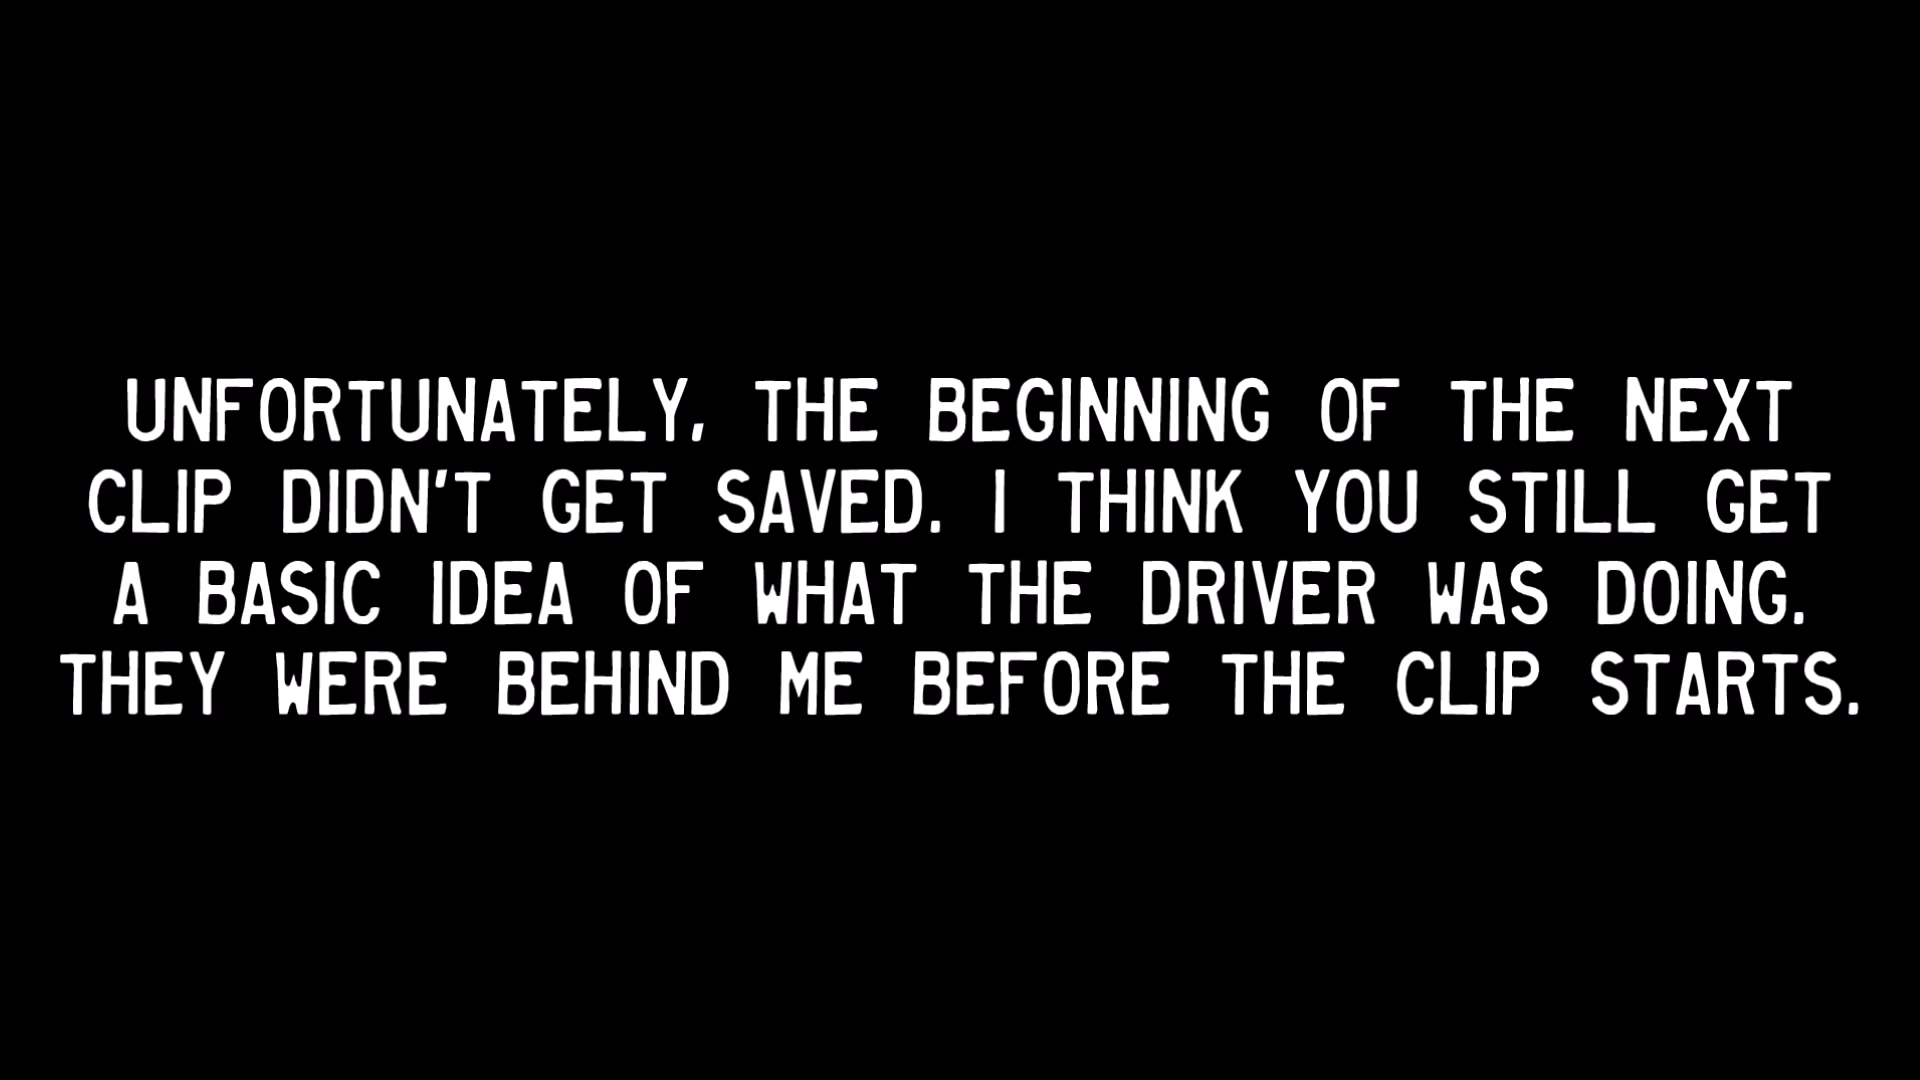 UNFORTUNATELY, THE BEGINNING OF THE NEXT
CLIP DIDN'T GET SAVED. I THINK YOU STILL GET
A BASIC IDEA OF WHAT THE DRIVER WAS DOING.
THEY WERE BEHIND ME BEFORE THE CLIP STARTS.